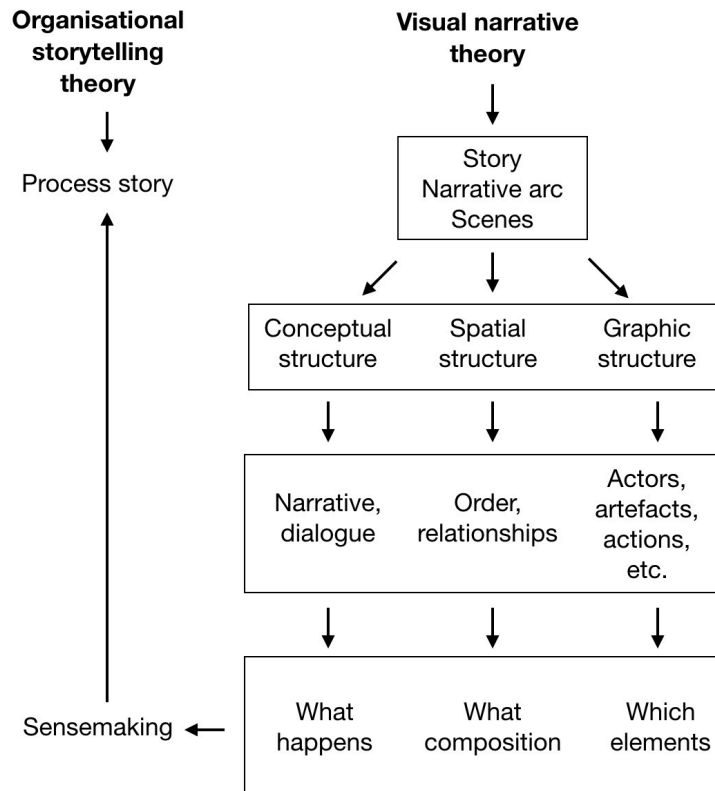 Organisational
storytelling
theory
Process story
Sensemaking
Visual narrative
theory
Story
Narrative arc
Scenes
Conceptual
structure
Spatial
structure
Graphic
structure
Narrative,
dialogue
Order,
relationships
Actors,
artefacts,
actions,
etc.
What
happens
What
composition
Which
elements